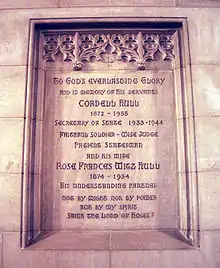 To God's everlasting Glory
and in memory of his servants
Cordell Hull
1872 - 1955
Secretary of State 1933-1944
Faithful Soldier - Wise Judge
Patient Statesman
and his wife
Rose Frances Witz Hull
1874 - 1954
His understanding partner
not by might nor by power
but by my spirit
saith the Lord of Hosts